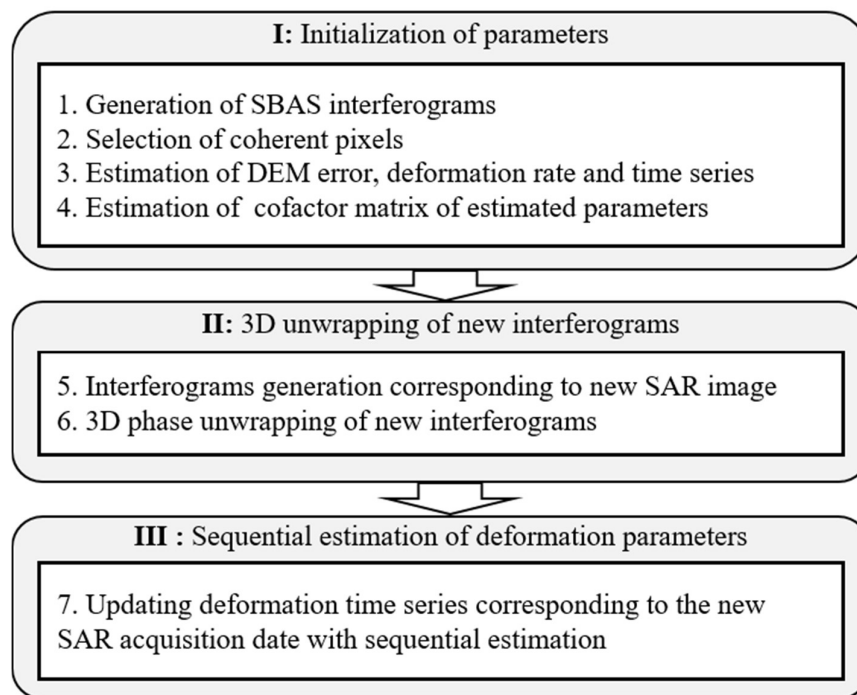 I: Initialization of parameters
1. Generation of SBAS interferograms
2. Selection of coherent pixels
3. Estimation of DEM error, deformation rate and time series
4. Estimation of cofactor matrix of estimated parameters
II: 3D unwrapping of new interferograms
5. Interferograms generation corresponding to new SAR image
6. 3D phase unwrapping of new interferograms
III : Sequential estimation of deformation parameters
7. Updating deformation time series corresponding to the new
SAR acquisition date with sequential estimation